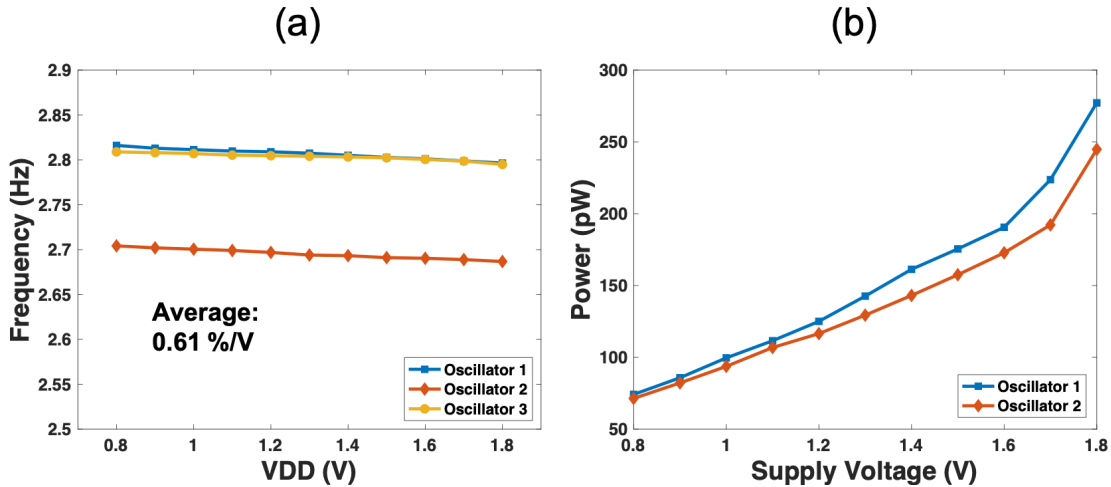 (a)
2.9
2.85
2.8
2.75
2.7
2.65
2.6
2.55
2.5
Frequency (Hz)
Average:
0.61 %/V
Oscillator 1
Oscillator 2
Oscillator 3
0.8
1
1.2
1.4
1.6
1.8
VDD (V)
(b)
300
250
200
150
100
50
Power (pW)
Oscillator 1
Oscillator 2
0.8
1
1.2
1.4
1.6
1.8
Supply Voltage (V)